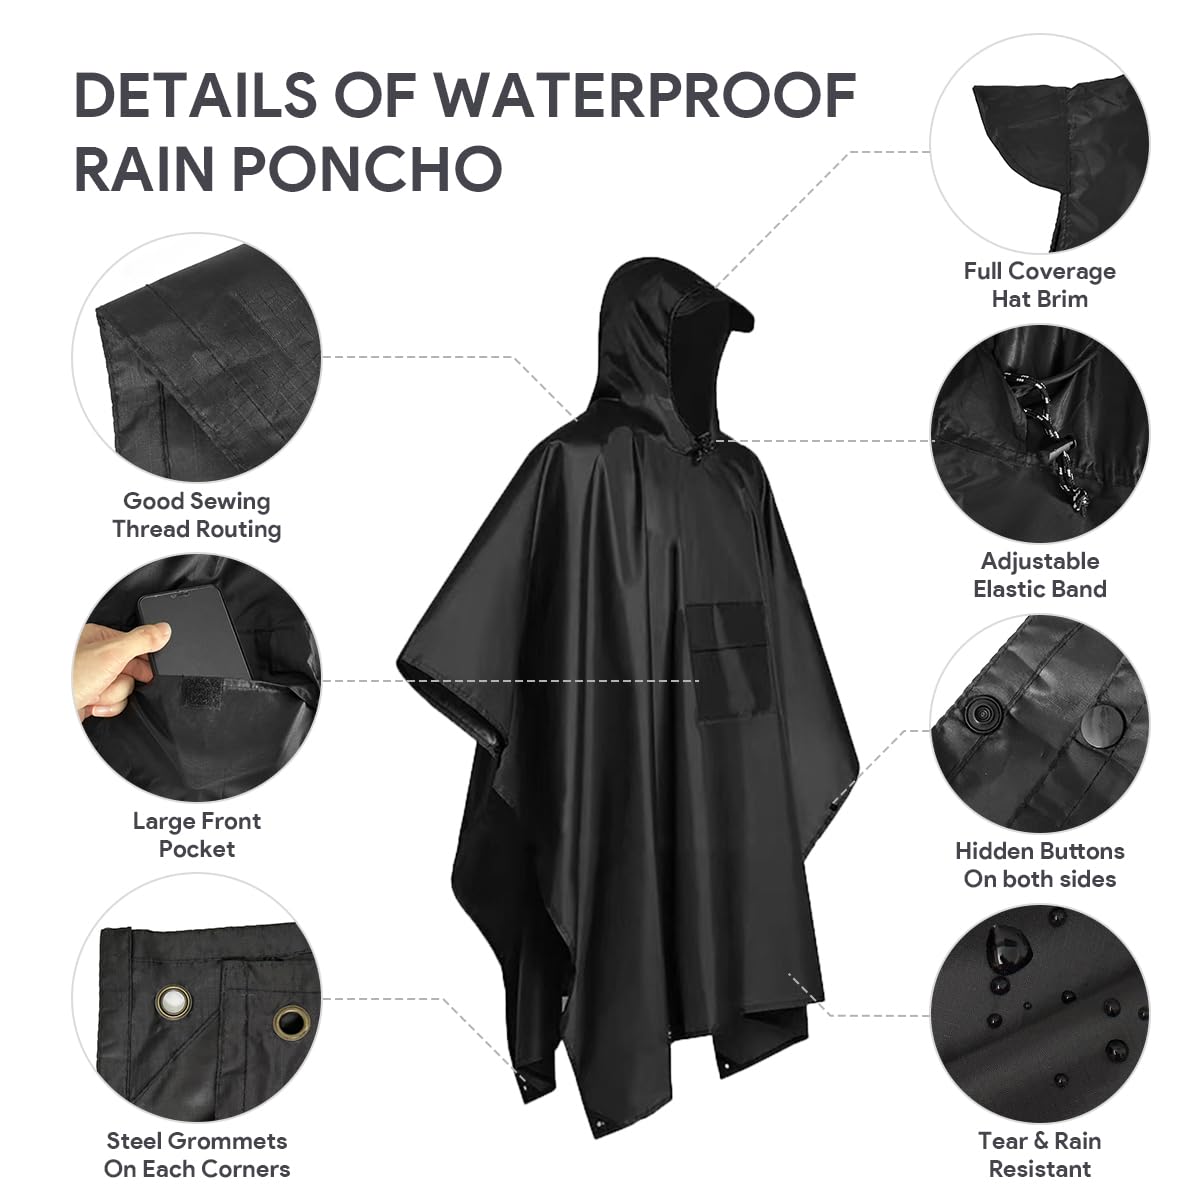 DETAILS OF WATERPROOF
RAIN PONCHO
Good Sewing
Thread Routing
Large Front
Pocket
Steel Grommets
On Each Corners
Full Coverage
Hat Brim
Adjustable
Elastic Band
Hidden Buttons
On both sides
Tear & Rain
Resistant